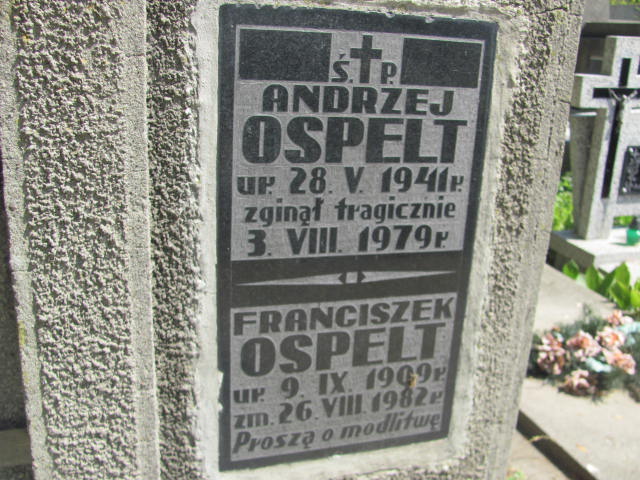 Ś. P.
ANDRZEJ
OSPELT
ur. 28. V. 1941 r.
zginął tragicznie
3. VIII. 1979 r.
FRANCISZEK
OSPELT
ur. 9. IX. 1909 r.
zm. 26. VIII. 1982 r.
Proszą o modlitwę